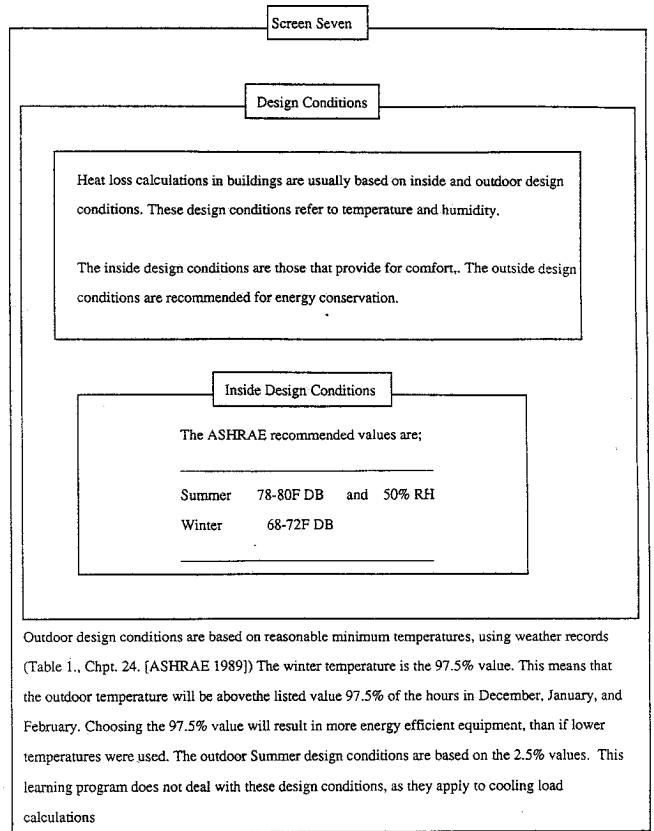 Screen Seven
Design Conditions
Heat loss calculations in buildings are usually based on inside and outdoor design
conditions. These design conditions refer to temperature and humidity.
The inside design conditions are those that provide for comfort,. The outside design
conditions are recommended for energy conservation.
Inside Design Conditions
The ASHRAE recommended values are;
Summer 78-80F DB and 50% RH
Winter 68-72F DB
Outdoor design conditions are based on reasonable minimum temperatures, using weather records
(Table 1., Chpt. 24. [ASHRAE 1989]) The winter temperature is the 97.5% value. This means that
the outdoor temperature will be abovethe listed value 97.5% of the hours in December, January, and
February. Choosing the 97.5% value will result in more energy efficient equipment, than if lower
temperatures were used. The outdoor Summer design conditions are based on the 2.5% values. This
learning program does not deal with these design conditions, as they apply to cooling load
calculations